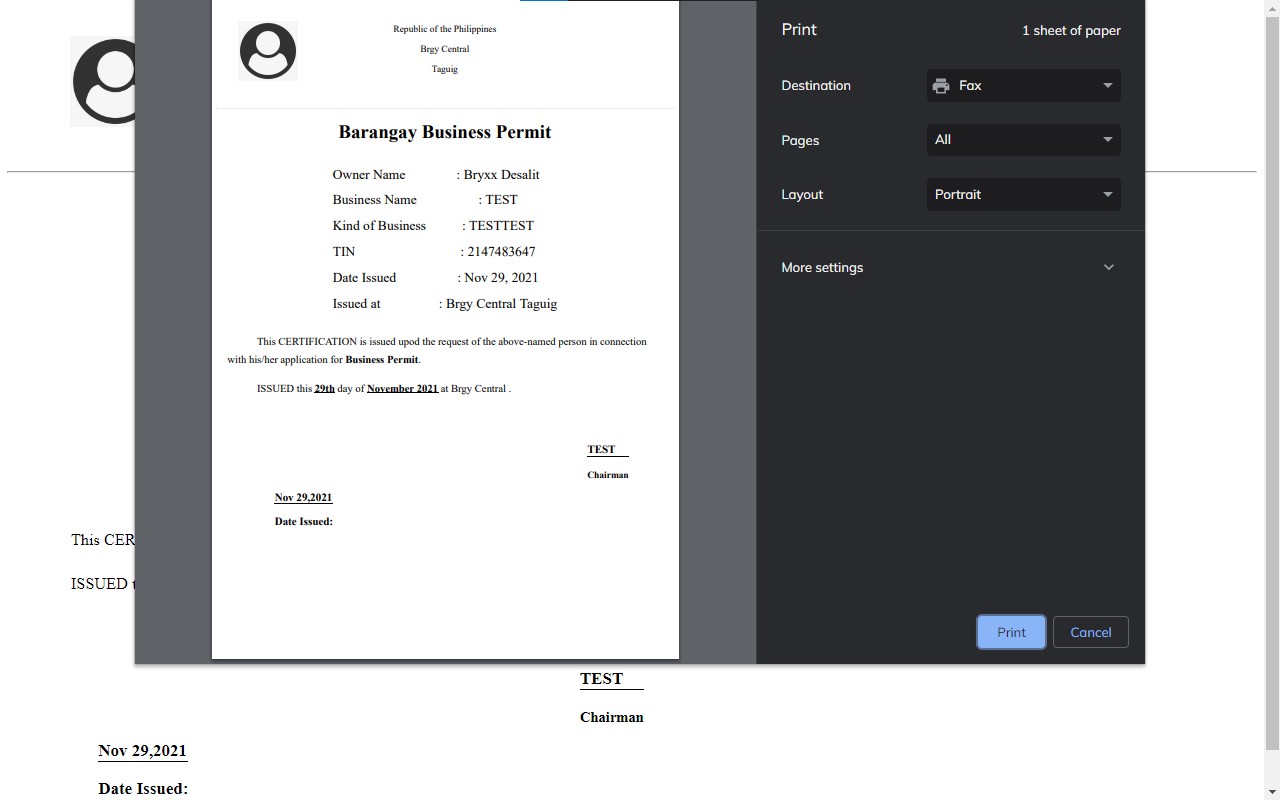 Republic of the Philippines
Brgy Central
Taguig
Barangay Business Permit
Owner Name : Bryxx Desalit
Business Name : TEST
Kind of Business : TESTTEST
TIN : 2147483647
Date Issued : Nov 29, 2021
Issued at : Brgy Central Taguig
This CERTIFICATION is issued upod the request of the above-named person in connection
with his/her application for Business Permit.
ISSUED this 29th day of November 2021 at Brgy Central .
TEST
Chairman
Nov 29,2021
Date Issued:
Print 1 sheet of paper
Destination Fax
Pages All
Layout Portrait
More settings
Print Cancel
This CER
ISSUED t
TEST
Chairman
Nov 29,2021
Date Issued: